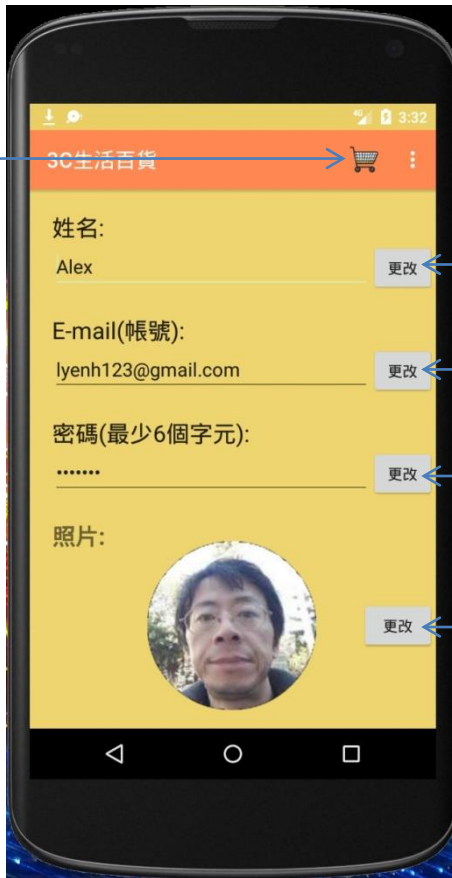 3:32
3C生活百貨
姓名:
Alex
更改
E-mail(帳號):
lyenh123@gmail.com
更改
密碼(最少6個字元):
•••••••
更改
照片:
更改